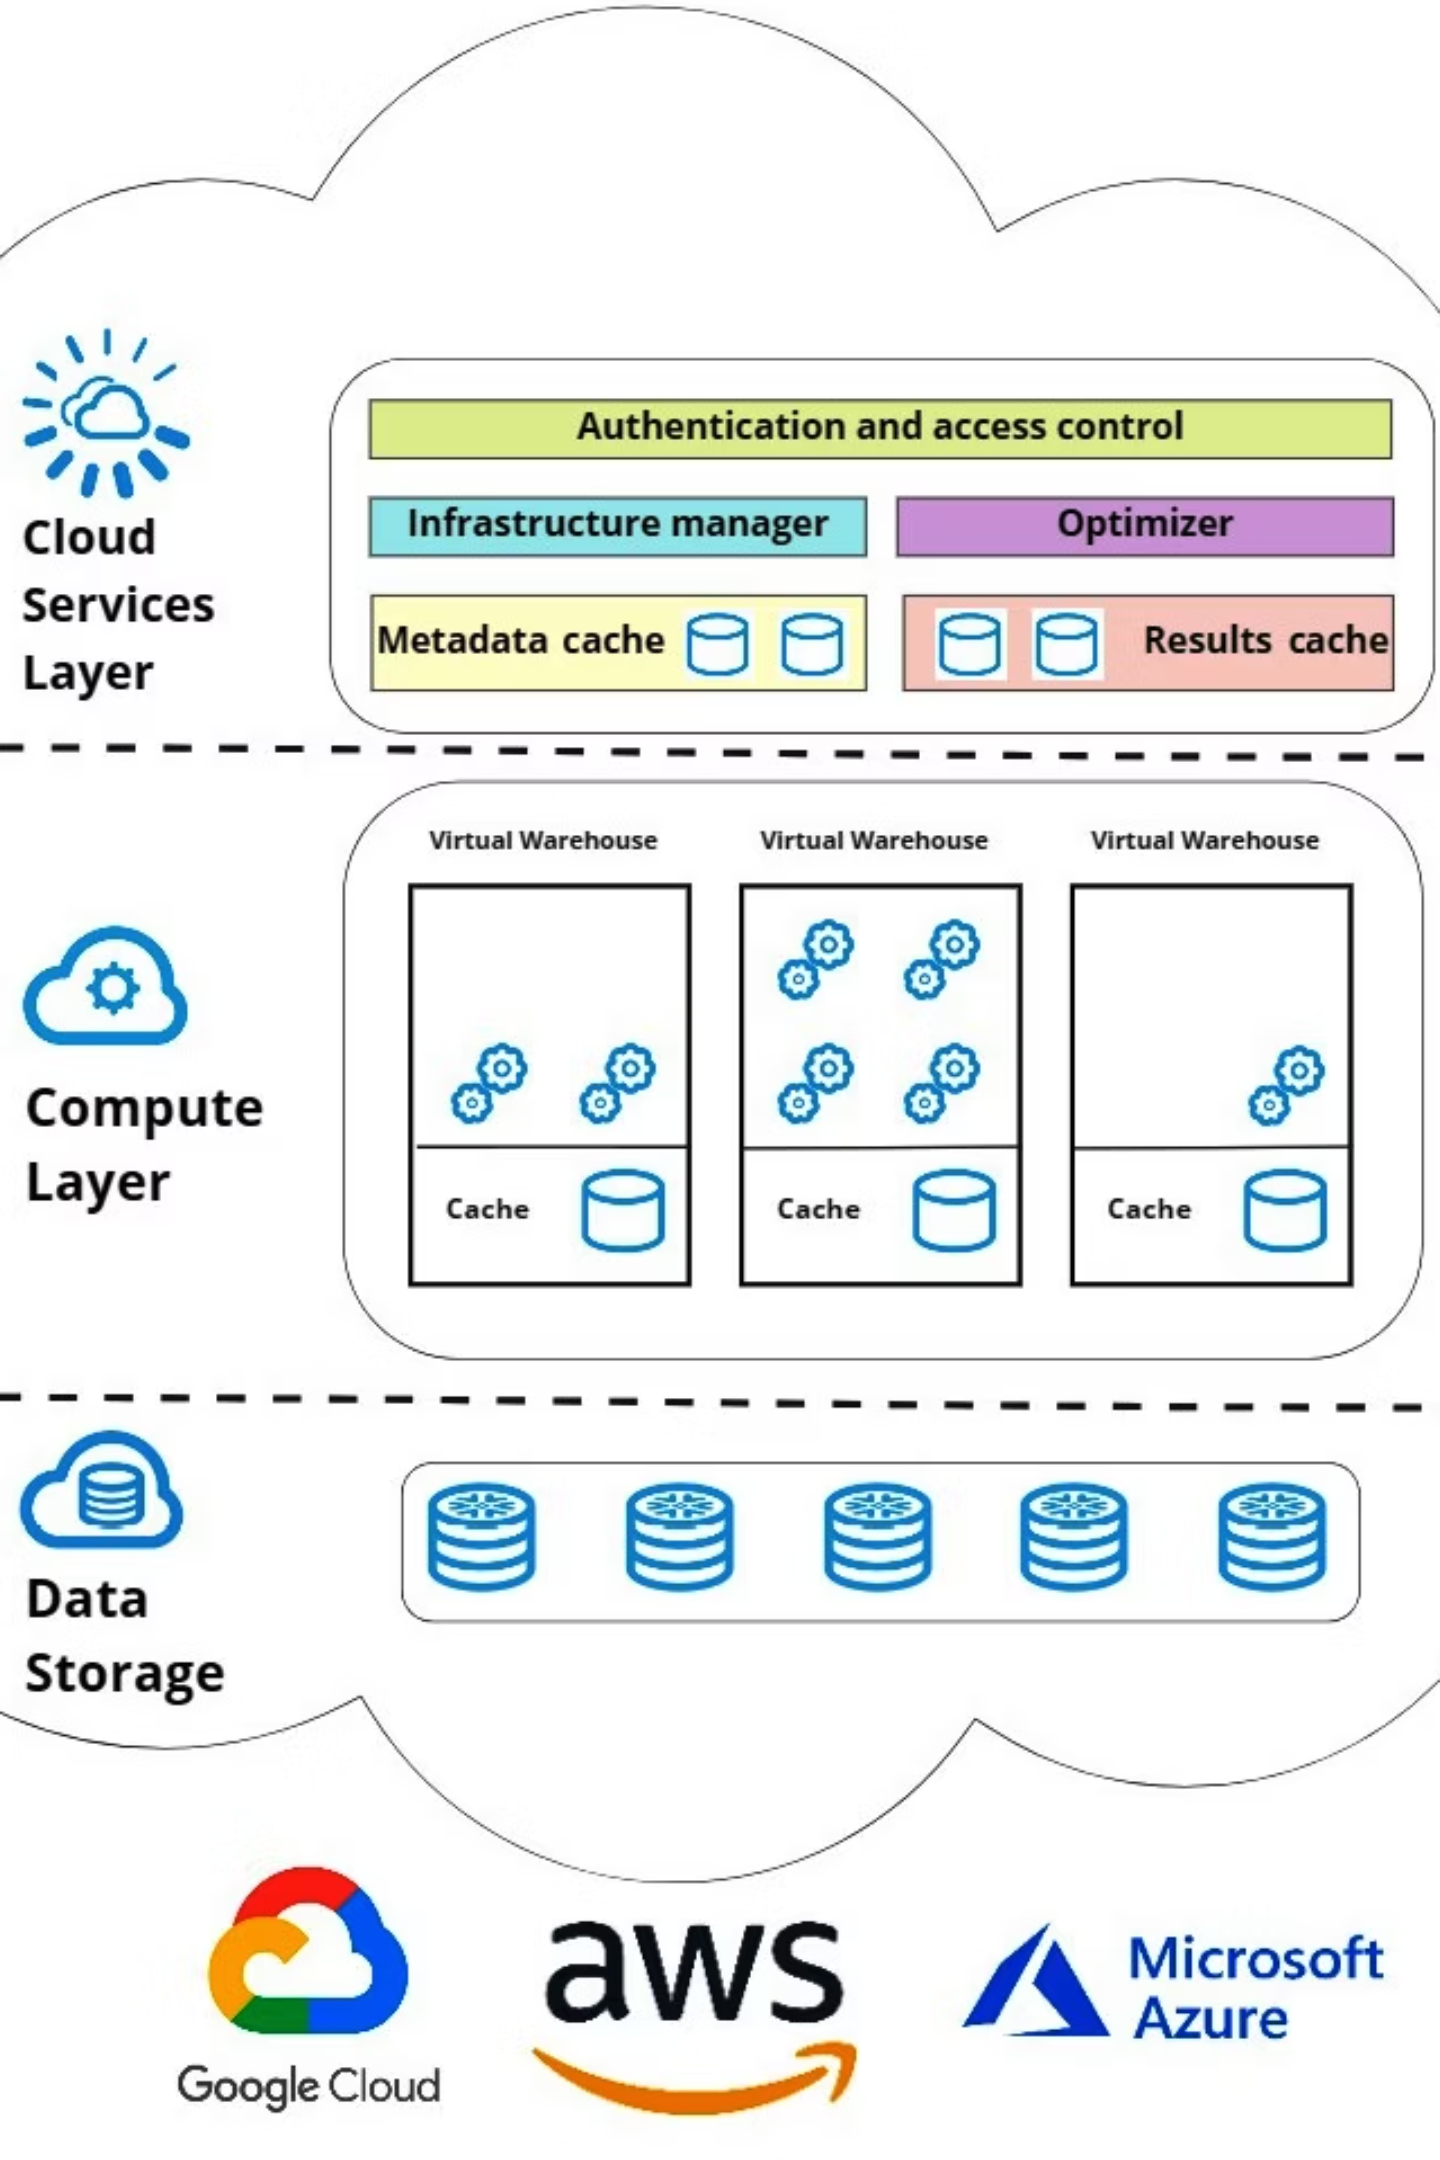 Authentication and access control
Infrastructure manager
Optimizer
Cloud
Services
Layer
Metadata cache
Results cache
Virtual Warehouse
Virtual Warehouse
Virtual Warehouse
Compute
Layer
Cache
Cache
Cache
Data
Storage
Google Cloud
aws
Microsoft
Azure